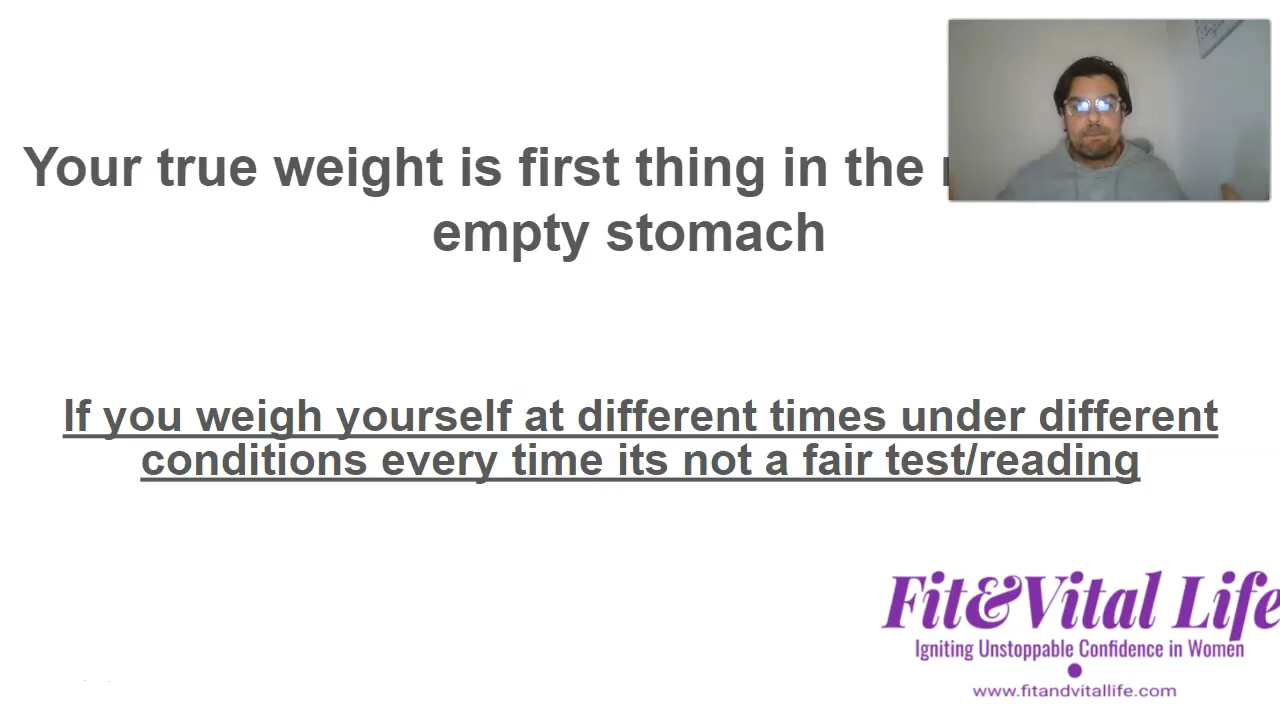 Your true weight is first thing in the
empty stomach
If you weigh yourself at different times under different
conditions every time its not a fair test/reading
Fit&Vital Life
Igniting Unstoppable Confidence in Women
www.fitandvitallife.com